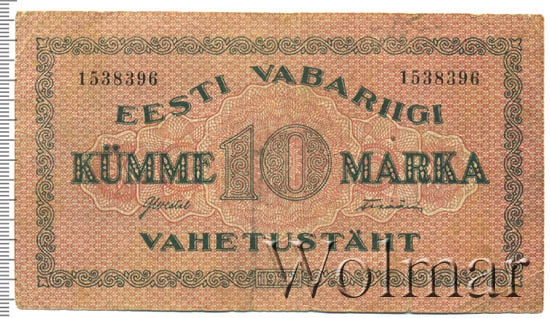 1538396 1538396
EESTI VABARIIGI
KÜMME 10 MARKA
VAHETUSTÄHT
Wolmar